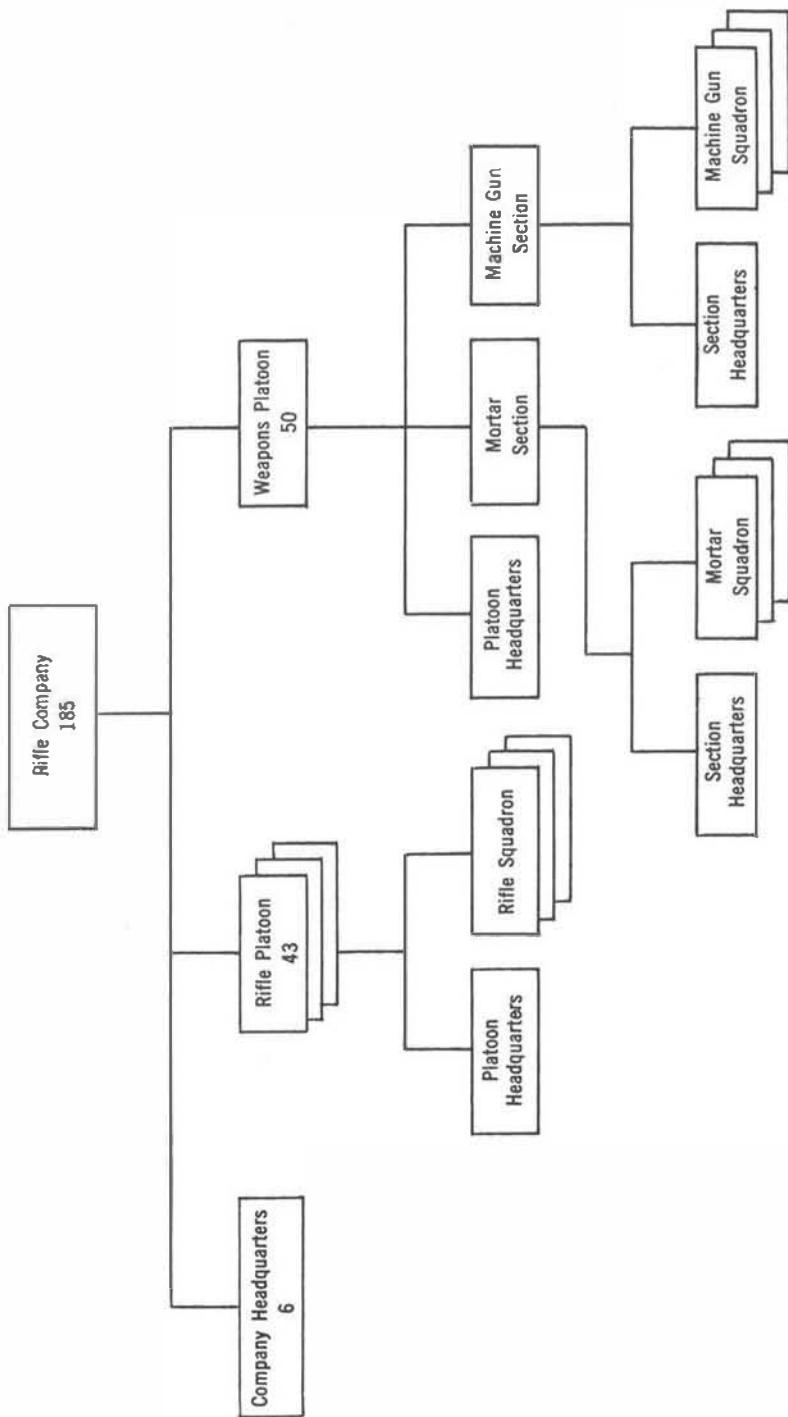 Rifle Company
185
Company Headquarters
6
Rifle Platoon
43
Weapons Platoon
50
Platoon
Headquarters
Rifle Squadron
Platoon
Headquarters
Mortar
Section
Machine Gun
Section
Section
Headquarters
Mortar
Squadron
Section
Headquarters
Machine Gun
Squadron